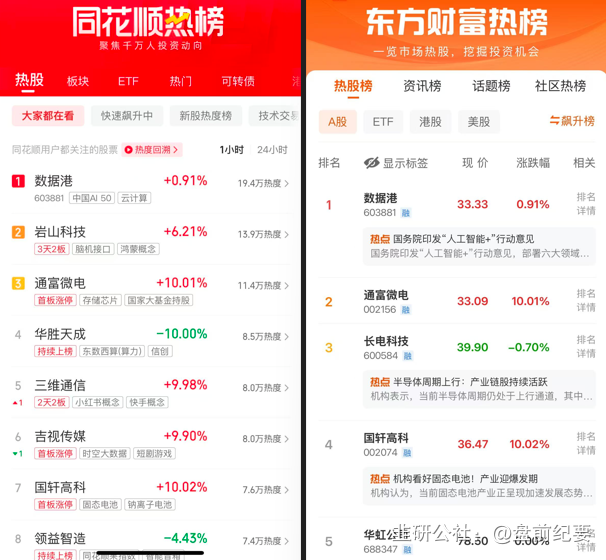 同花顺热榜
聚焦千万人投资动向
热股 板块 ETF 热门 可转债 港
大家都在看 快速飙升中 新股热度榜 技术交易
同花顺用户都关注的股票 热度回溯 > 1小时 24小时
1 数据港 +0.91% 19.4万热度 >
603881 中国AI 50 云计算
2 岩山科技 +6.21% 13.9万热度 >
3天2板 脑机接口 鸿蒙概念
3 通富微电 +10.01% 11.4万热度 >
首板涨停 存储芯片 国家大基金持股
4 华胜天成 -10.00% 8.5万热度 >
持续上榜 东数西算(算力) 信创
5 三维通信 +9.98% 8.0万热度 >
▲1 2天2板 小红书概念 快手概念
6 吉视传媒 +9.90% 8.0万热度 >
▼1 首板涨停 时空大数据 短剧游戏
7 国轩高科 +10.02% 7.6万热度 >
首板涨停 固态电池 钠离子电池
8 领益智造 -4.43% 7.4万热度 >
持续上榜 同花顺果指数
东方财富热榜
一览市场热股，挖掘投资机会
热股榜 资讯榜 话题榜 社区热榜
A股 ETF 港股 美股 飙升榜
排名 显示标签 现价 涨跌幅 相关
1 数据港 33.33 0.91% 排名
603881 融 详情
热点 国务院印发“人工智能+”行动意见
国务院印发“人工智能+”行动意见，部署六大领域...
2 通富微电 33.09 10.01% 排名
002156 融 详情
3 长电科技 39.90 -0.70% 排名
600584 融 详情
热点 半导体周期上行：产业链股持续活跃
机构表示，当前半导体周期仍处于上行通道，其中...
4 国轩高科 36.47 10.02% 排名
002074 融 详情
热点 机构看好固态电池！产业迎爆发期
机构认为，当前固态电池产业正呈现加速发展态势...
5 华虹公司 78.50 排名
688347 融 详情
韭研公社：@盘前纪要